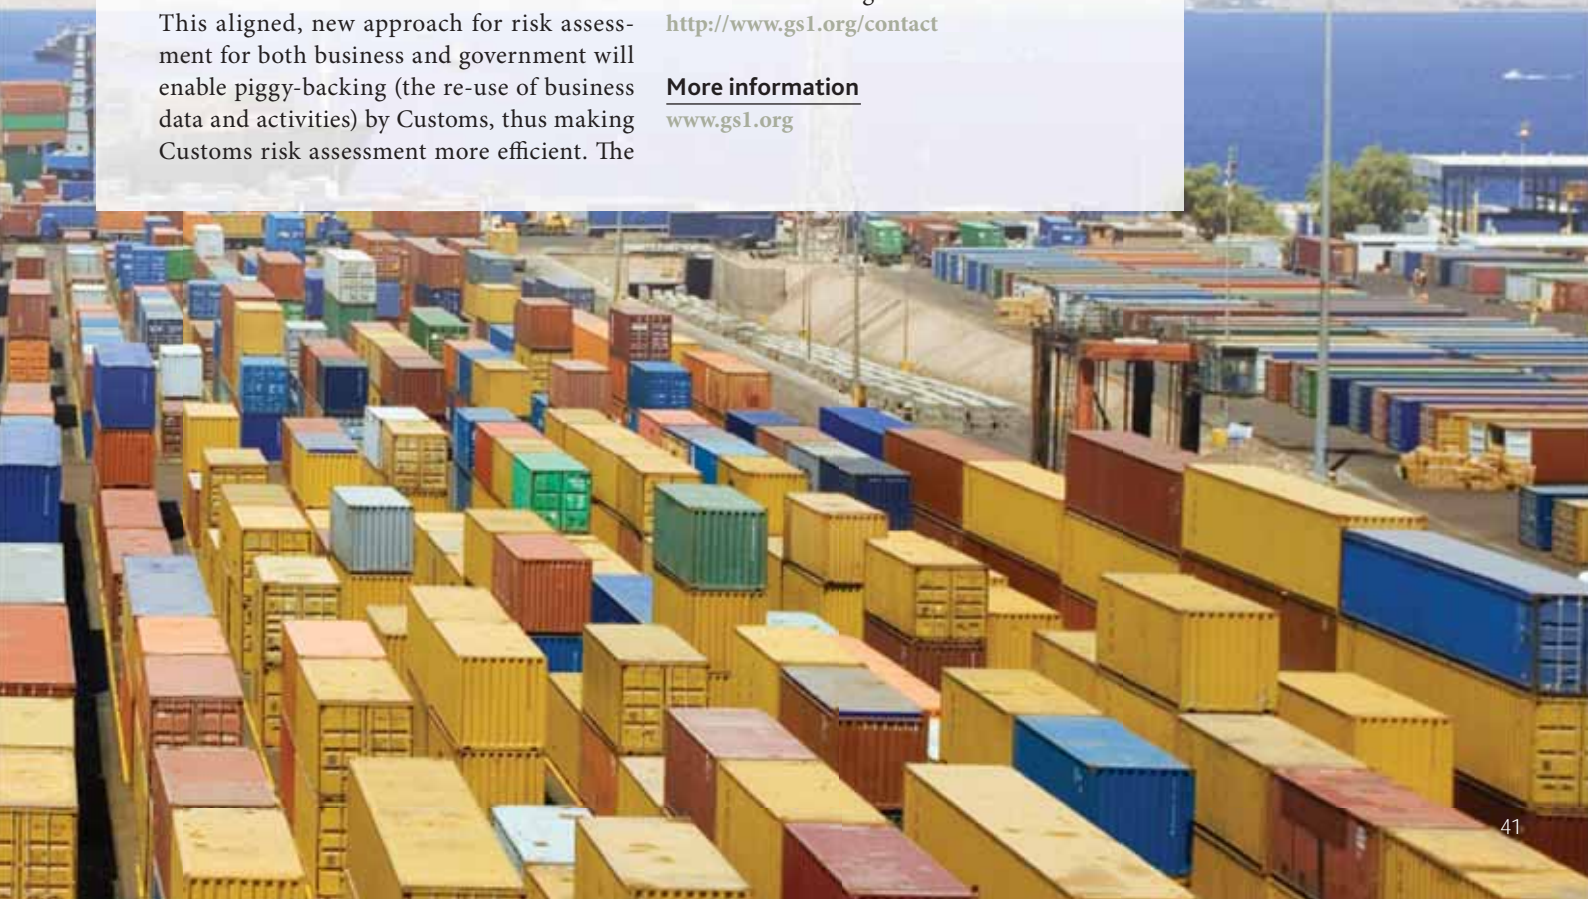 This aligned, new approach for risk assess-
ment for both business and government will
enable piggy-backing (the re-use of business
data and activities) by Customs, thus making
Customs risk assessment more efficient. The
http://www.gs1.org/contact
More information
www.gs1.org
41